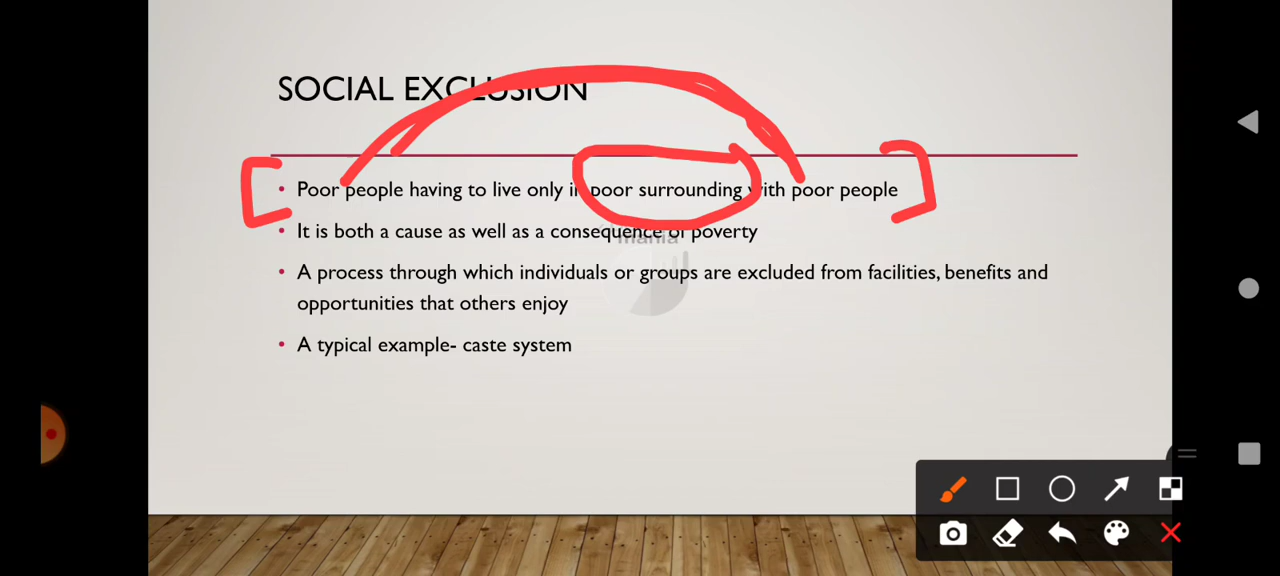 SOCIAL EXCLUSION
• Poor people having to live only in poor surrounding with poor people
• It is both a cause as well as a consequence of poverty
mania
• A process through which individuals or groups are excluded from facilities, benefits and
opportunities that others enjoy
• A typical example- caste system